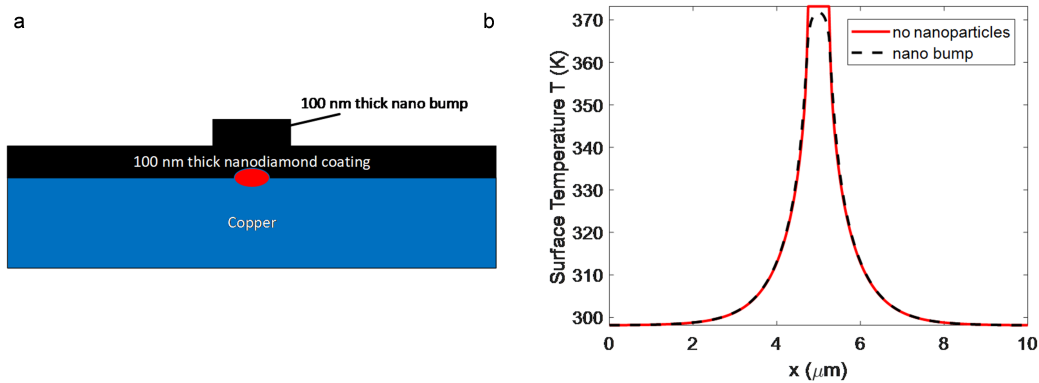 a
100 nm thick nano bump
100 nm thick nanodiamond coating
Copper
b
Surface Temperature T (K)
370
360
350
340
330
320
310
300
0 2 4 6 8 10
x (μm)
no nanoparticles
nano bump